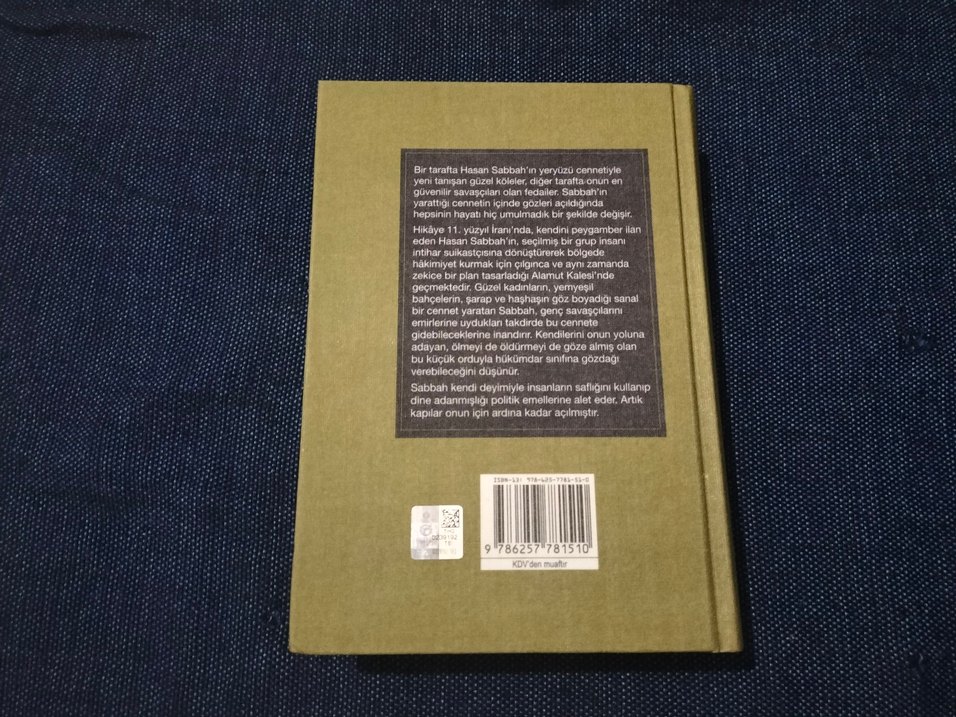 Bir tarafta Hasan Sabbah'ın yeryüzü cennetiyle
yeni tanışan güzel köleler, diğer tarafta onun en
güvenilir savaşçıları olan fedailer. Sabbah'ın
yarattığı cennetin içinde gözleri açıldığında
hepsinin hayatı hiç umulmadık bir şekilde değişir.
Hikâye 11. yüzyıl İranı'nda, kendini peygamber ilan
eden Hasan Sabbah'ın, seçilmiş bir grup insanı
intihar suikastçısına dönüştürerek bölgede
hâkimiyet kurmak için çılgınca ve aynı zamanda
zekice bir plan tasarladığı Alamut Kalesi'nde
geçmektedir. Güzel kadınların, yemyeşil
bahçelerin, şarap ve haşhaşın göz boyadığı sanal
bir cennet yaratan Sabbah, genç savaşçılarını
emirlerine uydukları takdirde bu cennete
gidebileceklerine inandırır. Kendilerini onun yoluna
adayan, ölmeyi de öldürmeyi de göze almış olan
bu küçük orduyla hükümdar sınıfına gözdağı
verebileceğini düşünür.
Sabbah kendi deyimiyle insanların saflığını kullanıp
dine adanmışlığı politik emellerine alet eder. Artık
kapılar onun için ardına kadar açılmıştır.
ISBN-13: 978-625-7781-51-0
9 786257 781510
KDV'den muaftır